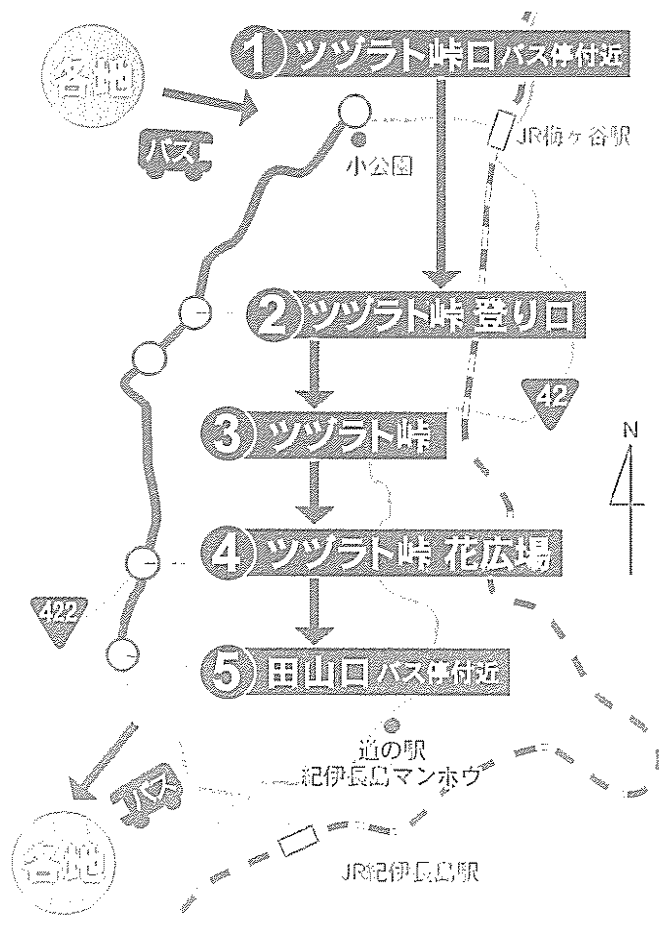 各地
バス
1 ツヅラト峠口 バス停付近
JR梅ヶ谷駅
小公園
2 ツヅラト峠 登り口
42
3 ツヅラト峠
N
4 ツヅラト峠 花広場
422
5 田山口 バス停付近
道の駅
紀伊長島マンホウ
バス
各地
JR紀伊長島駅